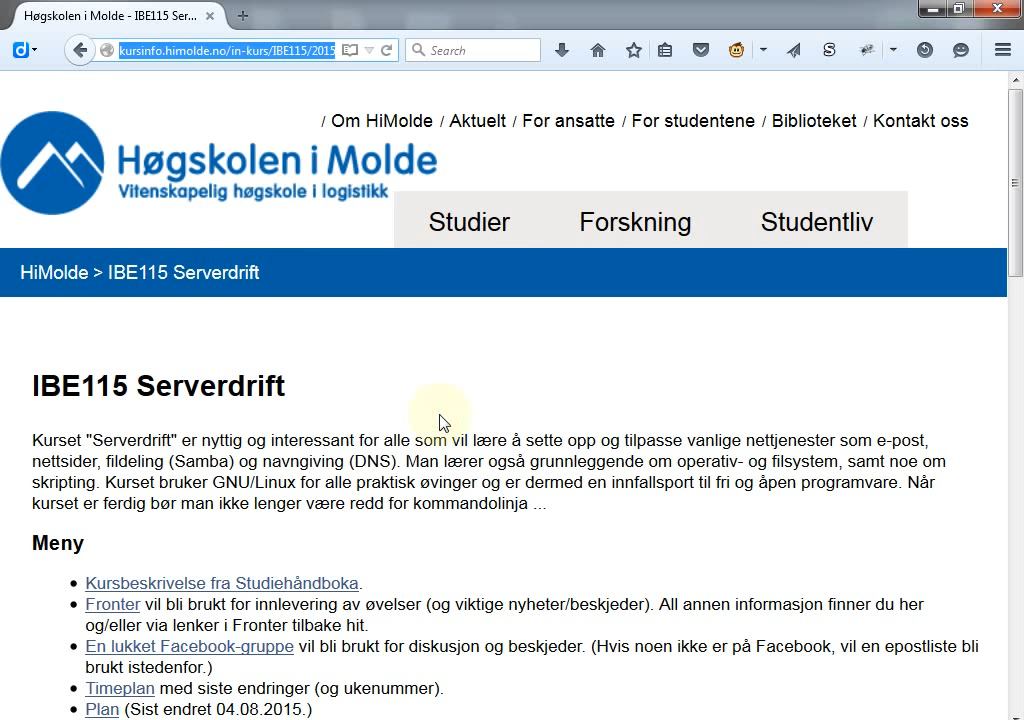 Høgskolen i Molde - IBE115 Ser...
kursinfo.himolde.no/in-kurs/IBE115/2015
Search
/ Om HiMolde / Aktuelt / For ansatte / For studentene / Biblioteket / Kontakt oss
Høgskolen i Molde
Vitenskapelig høgskole i logistikk
Studier Forskning Studentliv
HiMolde > IBE115 Serverdrift
IBE115 Serverdrift
Kurset "Serverdrift" er nyttig og interessant for alle som vil lære å sette opp og tilpasse vanlige nettjenester som e-post,
nettsider, fildeling (Samba) og navngiving (DNS). Man lærer også grunnleggende om operativ- og filsystem, samt noe om
skripting. Kurset bruker GNU/Linux for alle praktisk øvinger og er dermed en innfallsport til fri og åpen programvare. Når
kurset er ferdig bør man ikke lenger være redd for kommandolinja ...
Meny
• Kursbeskrivelse fra Studiehåndboka.
• Fronter vil bli brukt for innlevering av øvelser (og viktige nyheter/beskjeder). All annen informasjon finner du her
og/eller via lenker i Fronter tilbake hit.
• En lukket Facebook-gruppe vil bli brukt for diskusjon og beskjeder. (Hvis noen ikke er på Facebook, vil en epostliste bli
brukt istedenfor.)
• Timeplan med siste endringer (og ukenummer).
• Plan (Sist endret 04.08.2015.)